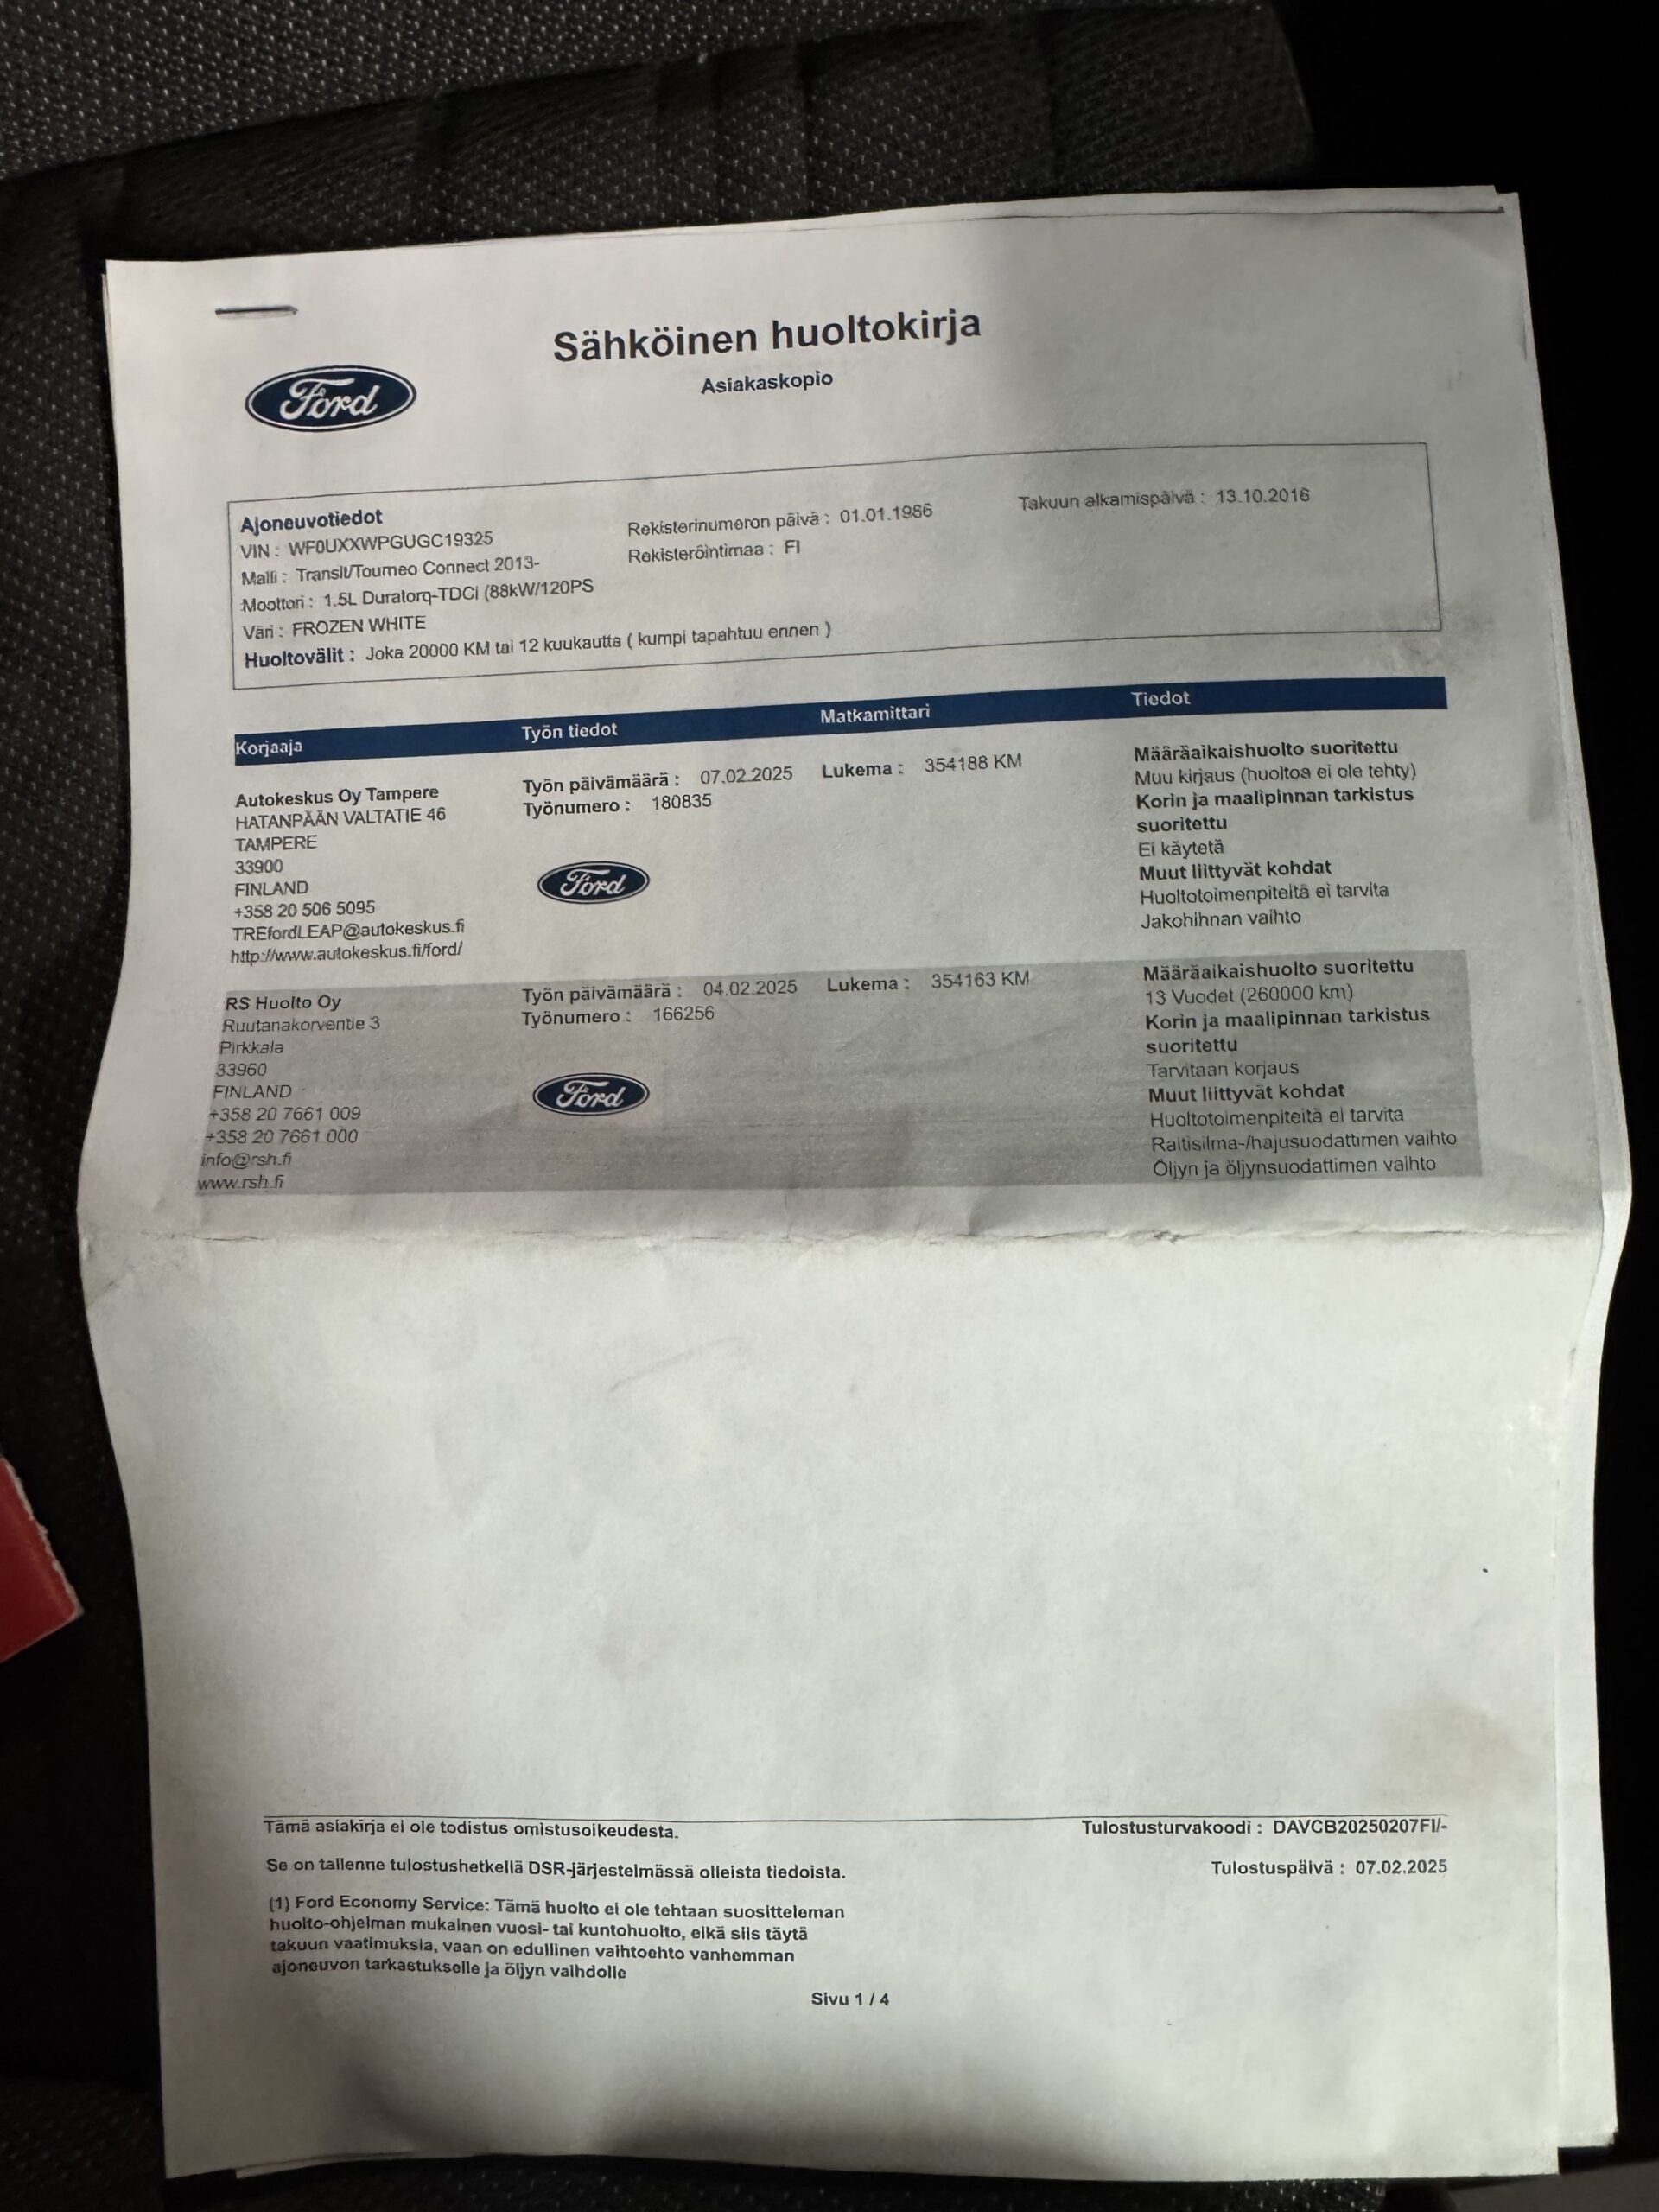 Sähköinen huoltokirja
Asiakaskopio
Ford
Ajoneuvotiedot
VIN : WF0UXXWPGUGC19325
Malli : Transit/Tourneo Connect 2013-
Moottori : 1.5L Duratorq-TDCi (88kW/120PS
Väri : FROZEN WHITE
Huoltovälit : Joka 20000 KM tai 12 kuukautta ( kumpi tapahtuu ennen )
Rekisterinumeron päivä : 01.01.1986
Rekisteröintimaa : FI
Takuun alkamispäivä : 13.10.2016
Korjaaja Työn tiedot Matkamittari Tiedot
Autokeskus Oy Tampere
HATANPÄÄN VALTATIE 46
TAMPERE
33900
FINLAND
+358 20 506 5095
TREfordLEAP@autokeskus.fi
http://www.autokeskus.fi/ford/
Työn päivämäärä : 07.02.2025
Työnumero : 180835
Ford
Lukema : 354188 KM
Määräaikaishuolto suoritettu
Muu kirjaus (huoltoa ei ole tehty)
Korin ja maalipinnan tarkistus
suoritettu
Ei käytetä
Muut liittyvät kohdat
Huoltotoimenpiteitä ei tarvita
Jakohihnan vaihto
RS Huolto Oy
Ruutanakorventie 3
Pirkkala
33960
FINLAND
+358 20 7661 009
+358 20 7661 000
info@rsh.fi
www.rsh.fi
Työn päivämäärä : 04.02.2025
Työnumero : 166256
Ford
Lukema : 354163 KM
Määräaikaishuolto suoritettu
13 Vuodet (260000 km)
Korin ja maalipinnan tarkistus
suoritettu
Tarvitaan korjaus
Muut liittyvät kohdat
Huoltotoimenpiteitä ei tarvita
Raitisilma-/hajusuodattimen vaihto
Öljyn ja öljynsuodattimen vaihto
Tämä asiakirja ei ole todistus omistusoikeudesta.
Se on tallenne tulostushetkellä DSR-järjestelmässä olleista tiedoista.
(1) Ford Economy Service: Tämä huolto ei ole tehtaan suositteleman
huolto-ohjelman mukainen vuosi- tai kuntohuolto, eikä siis täytä
takuun vaatimuksia, vaan on edullinen vaihtoehto vanhemman
ajoneuvon tarkastukselle ja öljyn vaihdolle
Tulostusturvakoodi : DAVCB20250207FI/-
Tulostuspäivä : 07.02.2025
Sivu 1 / 4